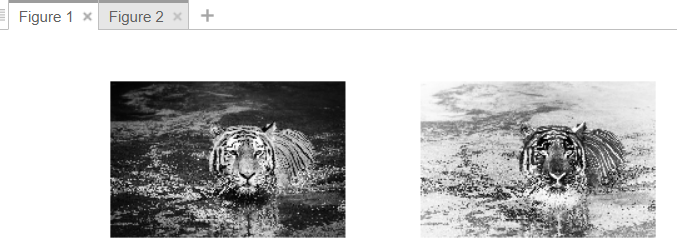 Figure 1 × Figure 2 × +